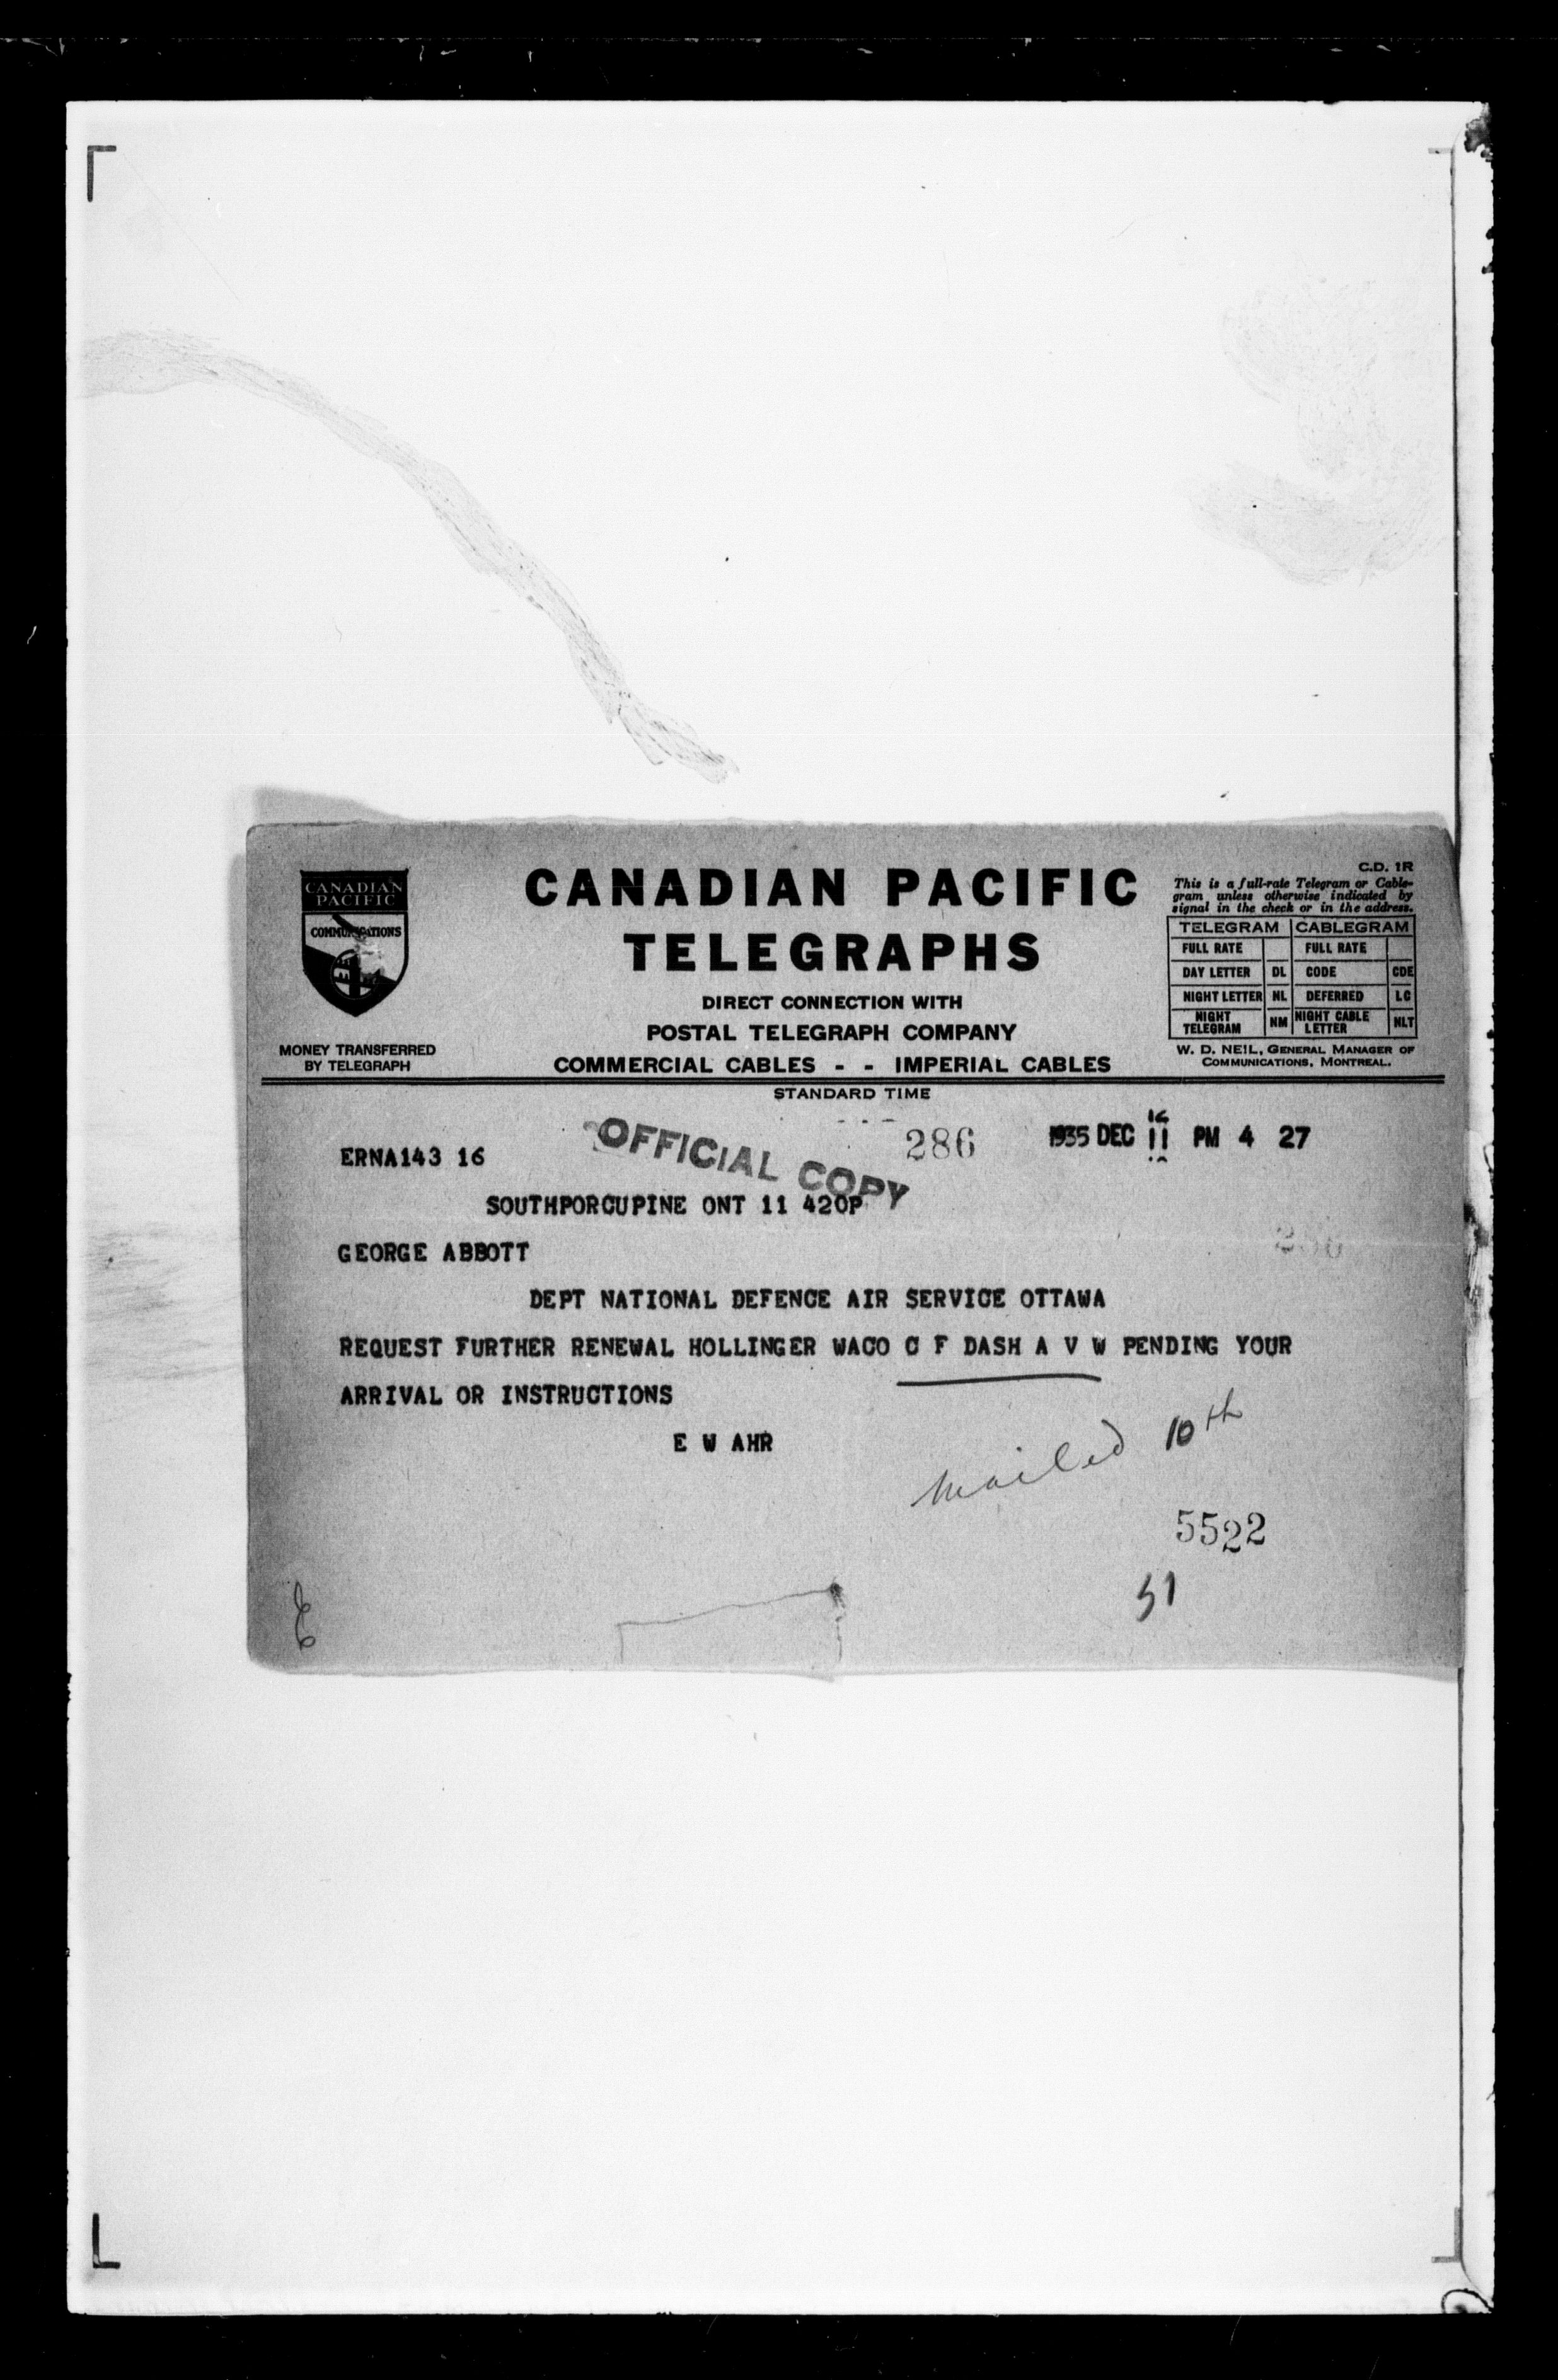 CANADIAN PACIFIC
COMMUNICATIONS
MONEY TRANSFERRED
BY TELEGRAPH
CANADIAN PACIFIC
TELEGRAPHS
DIRECT CONNECTION WITH
POSTAL TELEGRAPH COMPANY
COMMERCIAL CABLES - - IMPERIAL CABLES
C.D. 1R
This is a full-rate Telegram or Cable-
gram unless otherwise indicated by
signal in the check or in the address.
TELEGRAM CABLEGRAM
FULL RATE FULL RATE
DAY LETTER DL CODE CDE
NIGHT LETTER NL DEFERRED LC
NIGHT TELEGRAM NM NIGHT CABLE LETTER NLT
W. D. NEIL, GENERAL MANAGER OF
COMMUNICATIONS, MONTREAL.
STANDARD TIME
286 1935 DEC 11 PM 4 27
OFFICIAL COPY
ERNA143 16
SOUTHPORCUPINE ONT 11 420P
GEORGE ABBOTT
DEPT NATIONAL DEFENCE AIR SERVICE OTTAWA
REQUEST FURTHER RENEWAL HOLLINGER WACO C F DASH A V W PENDING YOUR
ARRIVAL OR INSTRUCTIONS
E W AHR
mailed 10th
5522
51